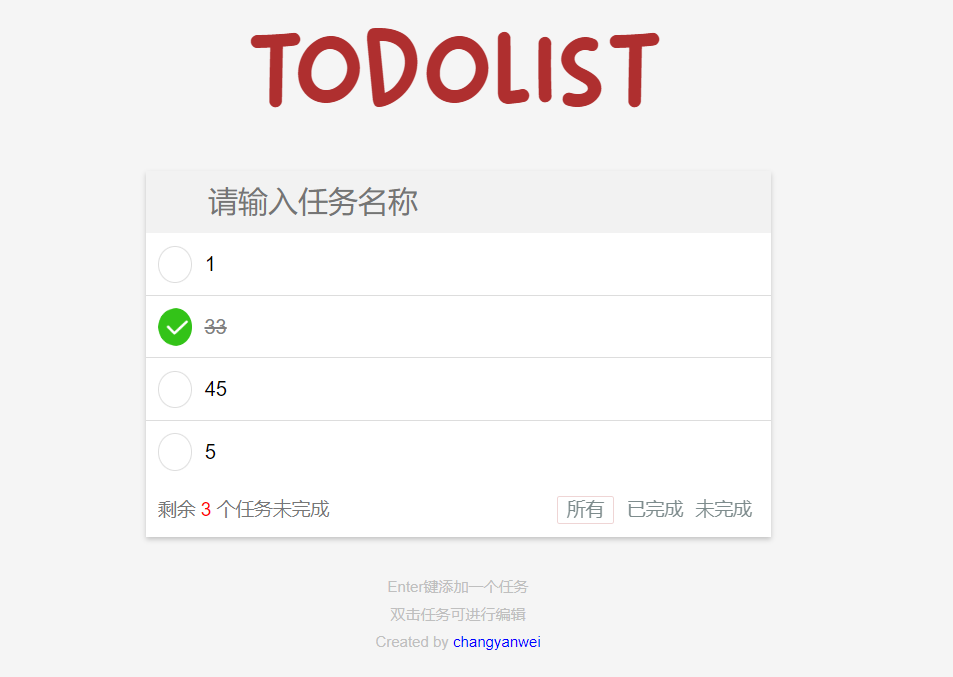 TODOLIST
请输入任务名称
1
33
45
5
剩余 3 个任务未完成 所有 已完成 未完成
Enter键添加一个任务
双击任务可进行编辑
Created by changyanwei